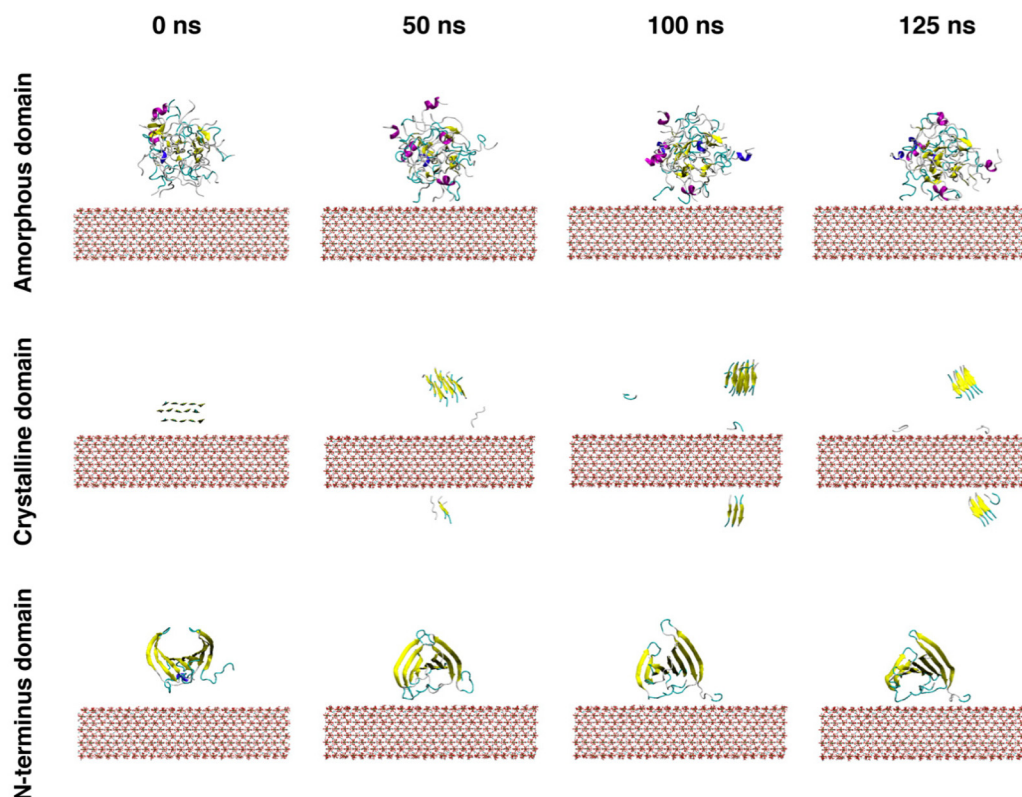 0 ns
50 ns
100 ns
125 ns
Amorphous domain
Crystalline domain
N-terminus domain